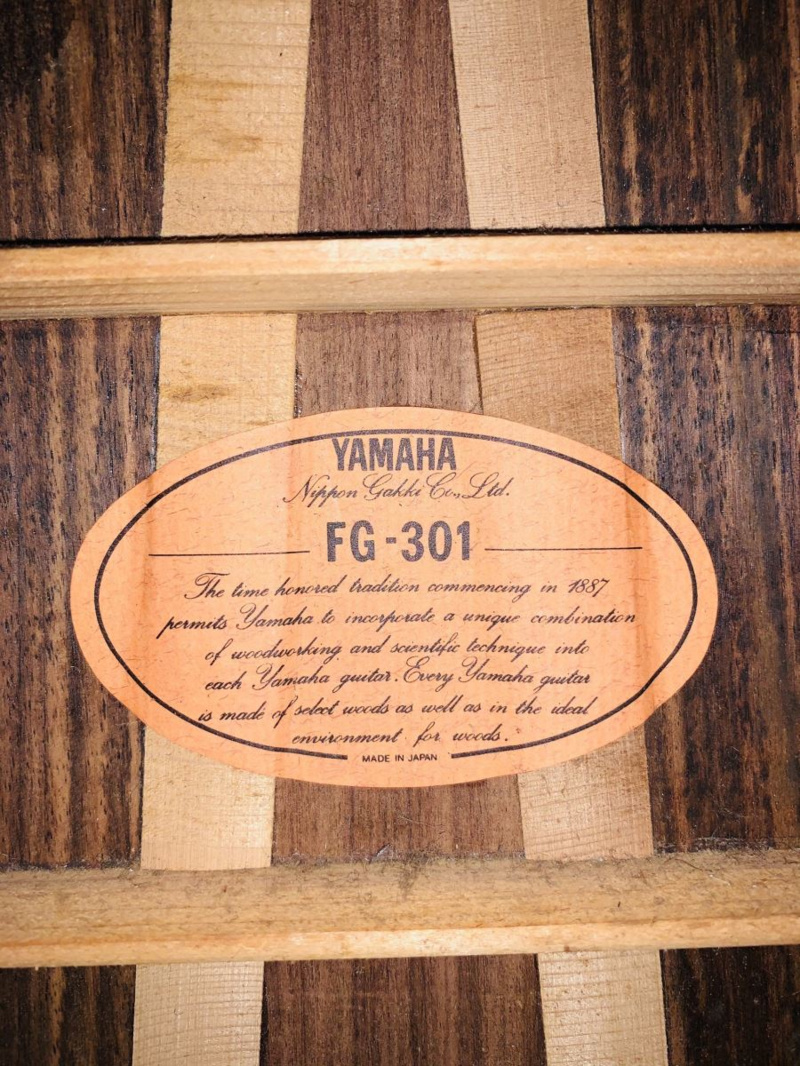 YAMAHA
Nippon Gakki Co., Ltd.
FG-301
The time honored tradition commencing in 1887
permits Yamaha to incorporate a unique combination
of woodworking and scientific technique into
each Yamaha guitar. Every Yamaha guitar
is made of select woods as well as in the ideal
environment for woods.
MADE IN JAPAN